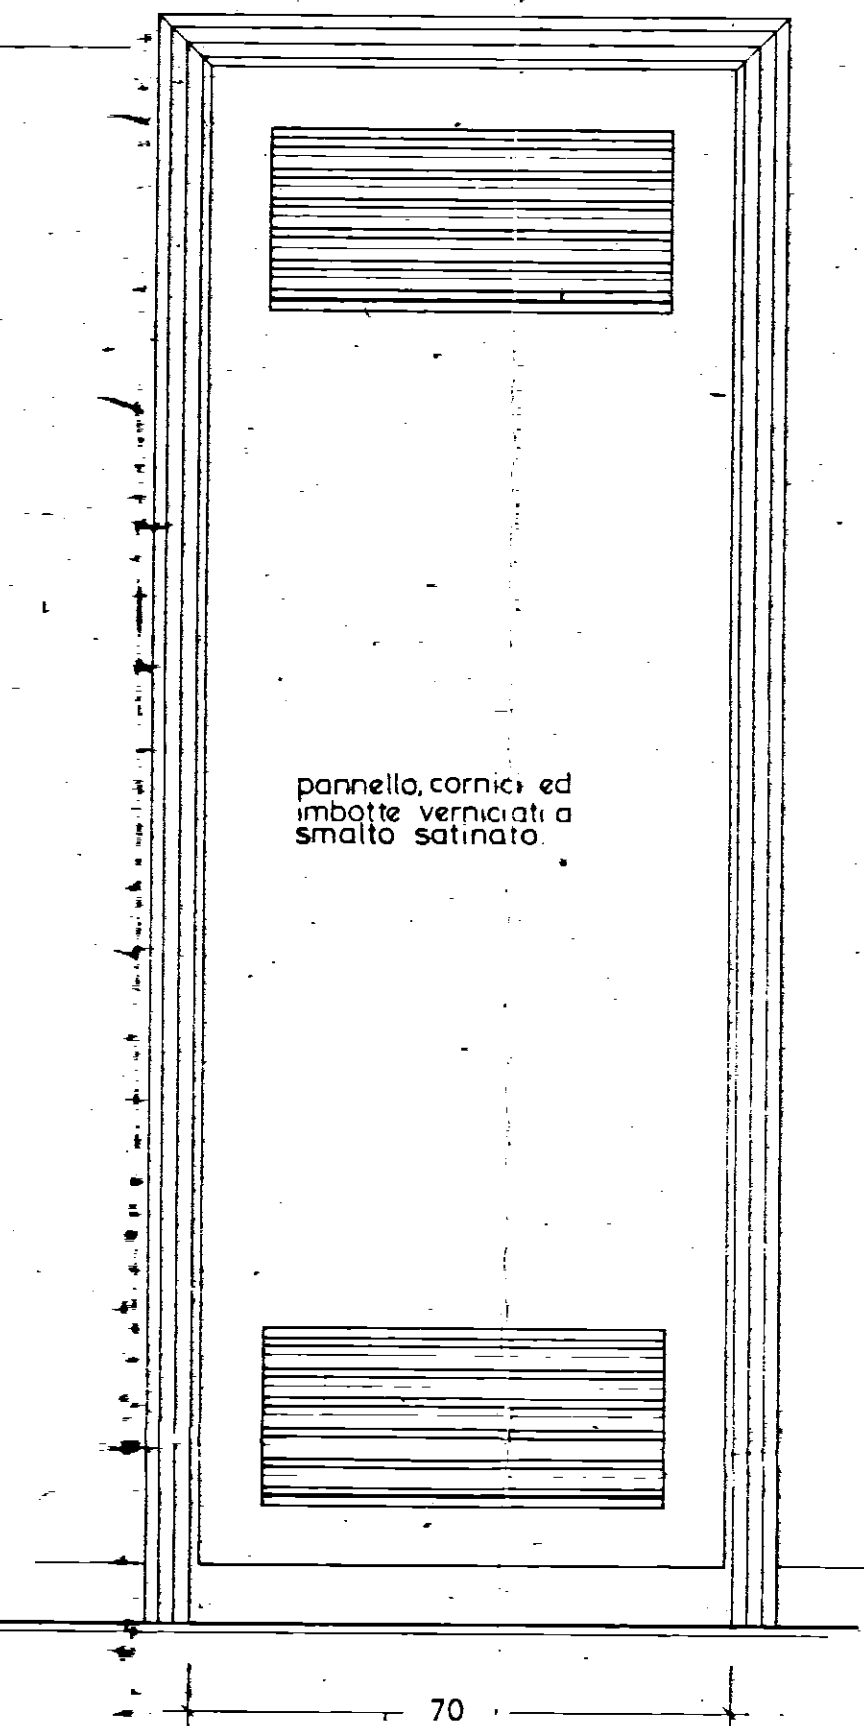 pannello, cornici ed
imbotte verniciati a
smalto satinato.
70